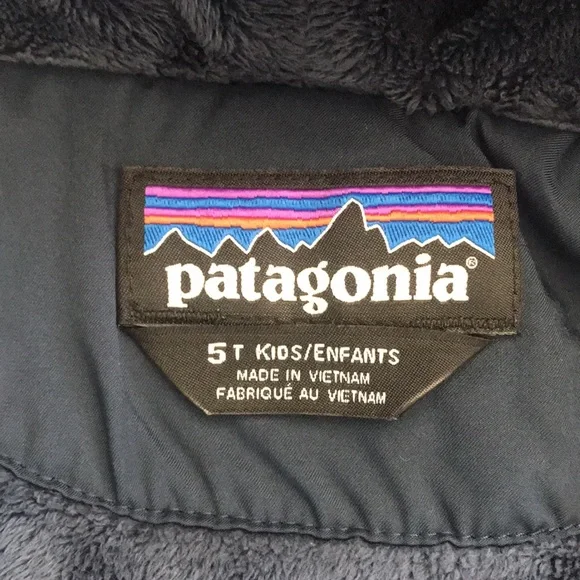 patagonia®
5T KIDS/ENFANTS
MADE IN VIETNAM
FABRIQUÉ AU VIETNAM